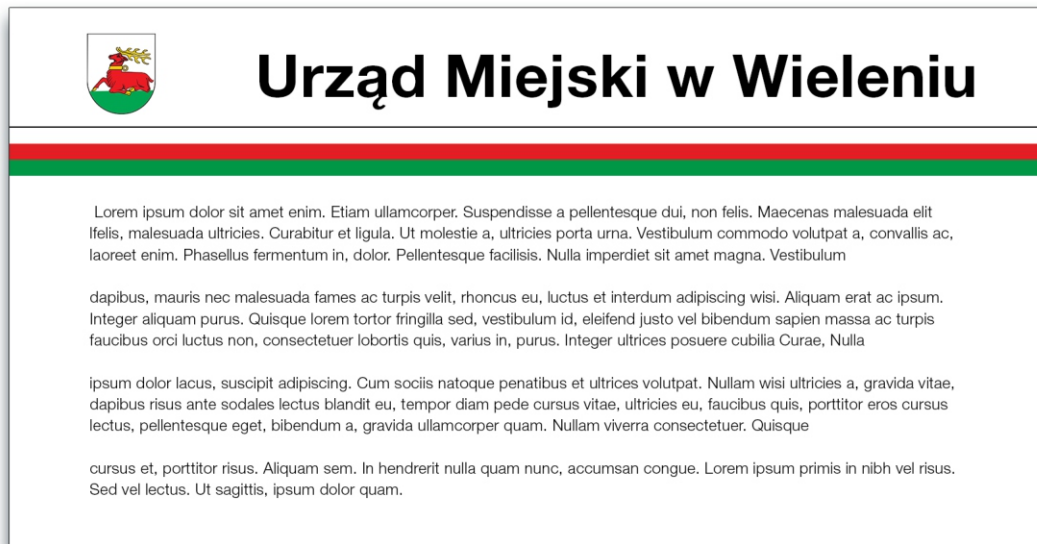 Urząd Miejski w Wieleniu
Lorem ipsum dolor sit amet enim. Etiam ullamcorper. Suspendisse a pellentesque dui, non felis. Maecenas malesuada elit
lfelis, malesuada ultricies. Curabitur et ligula. Ut molestie a, ultricies porta urna. Vestibulum commodo volutpat a, convallis ac,
laoreet enim. Phasellus fermentum in, dolor. Pellentesque facilisis. Nulla imperdiet sit amet magna. Vestibulum
dapibus, mauris nec malesuada fames ac turpis velit, rhoncus eu, luctus et interdum adipiscing wisi. Aliquam erat ac ipsum.
Integer aliquam purus. Quisque lorem tortor fringilla sed, vestibulum id, eleifend justo vel bibendum sapien massa ac turpis
faucibus orci luctus non, consectetuer lobortis quis, varius in, purus. Integer ultrices posuere cubilia Curae, Nulla
ipsum dolor lacus, suscipit adipiscing. Cum sociis natoque penatibus et ultrices volutpat. Nullam wisi ultricies a, gravida vitae,
dapibus risus ante sodales lectus blandit eu, tempor diam pede cursus vitae, ultricies eu, faucibus quis, porttitor eros cursus
lectus, pellentesque eget, bibendum a, gravida ullamcorper quam. Nullam viverra consectetuer. Quisque
cursus et, porttitor risus. Aliquam sem. In hendrerit nulla quam nunc, accumsan congue. Lorem ipsum primis in nibh vel risus.
Sed vel lectus. Ut sagittis, ipsum dolor quam.